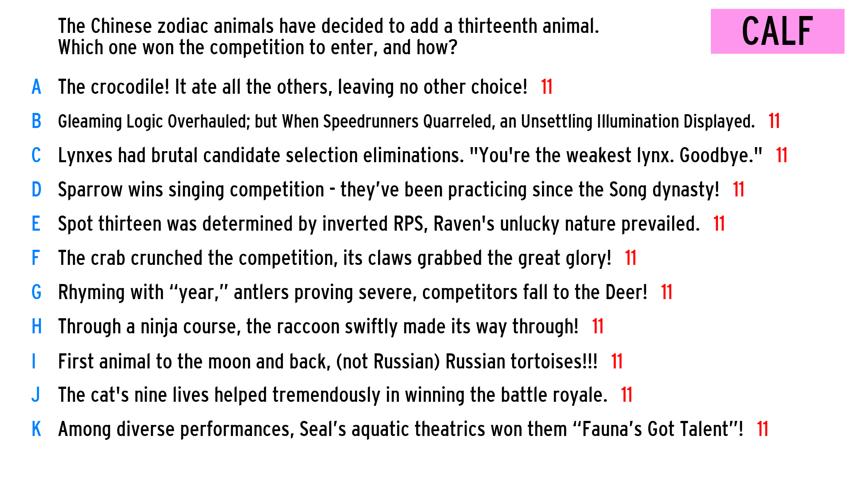 The Chinese zodiac animals have decided to add a thirteenth animal.
Which one won the competition to enter, and how?
CALF
A The crocodile! It ate all the others, leaving no other choice! 11
B Gleaming Logic Overhauled; but When Speedrunners Quarreled, an Unsettling Illumination Displayed. 11
C Lynxes had brutal candidate selection eliminations. "You're the weakest lynx. Goodbye." 11
D Sparrow wins singing competition - they’ve been practicing since the Song dynasty! 11
E Spot thirteen was determined by inverted RPS, Raven's unlucky nature prevailed. 11
F The crab crunched the competition, its claws grabbed the great glory! 11
G Rhyming with “year,” antlers proving severe, competitors fall to the Deer! 11
H Through a ninja course, the raccoon swiftly made its way through! 11
I First animal to the moon and back, (not Russian) Russian tortoises!!! 11
J The cat's nine lives helped tremendously in winning the battle royale. 11
K Among diverse performances, Seal’s aquatic theatrics won them “Fauna’s Got Talent”! 11